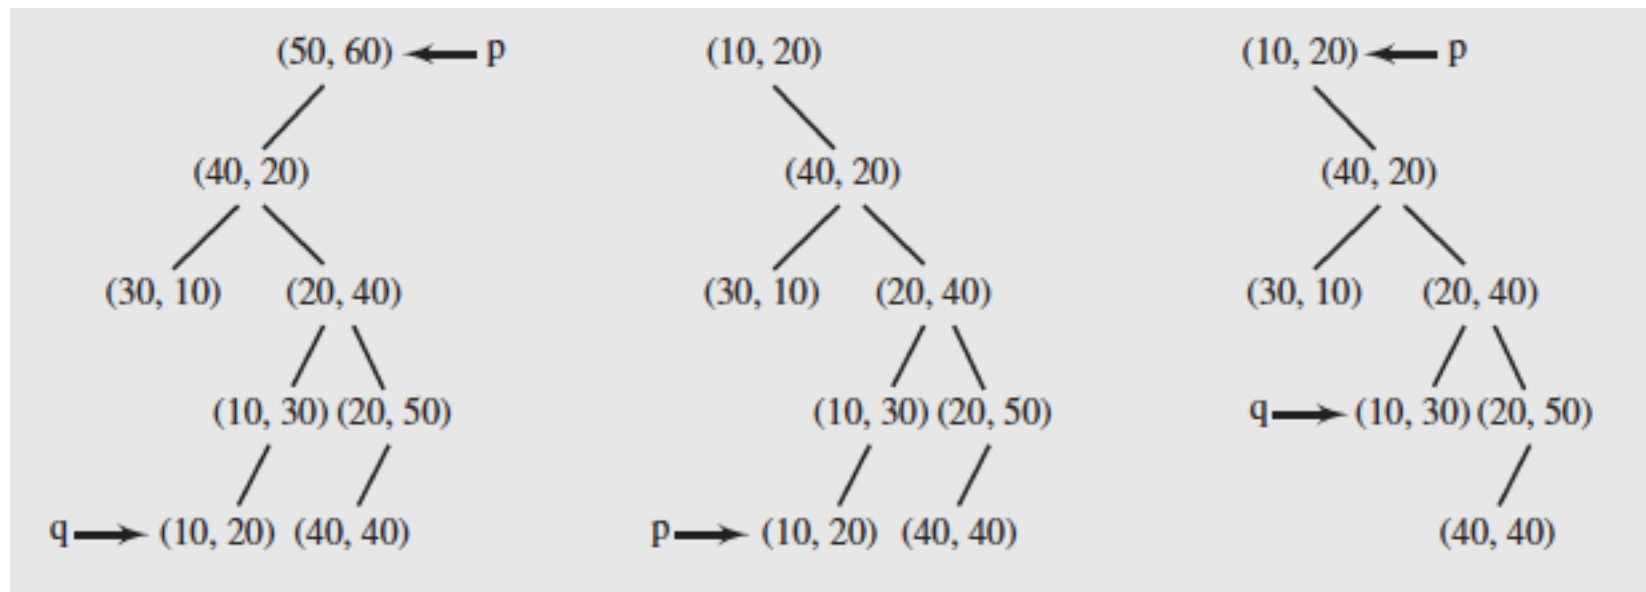 (50, 60) p (10, 20) (10, 20) p
(40, 20) (40, 20) (40, 20)
(30, 10) (20, 40) (30, 10) (20, 40) (30, 10) (20, 40)
(10, 30) (20, 50) (10, 30) (20, 50) q (10, 30) (20, 50)
q (10, 20) (40, 40) p (10, 20) (40, 40) (40, 40)